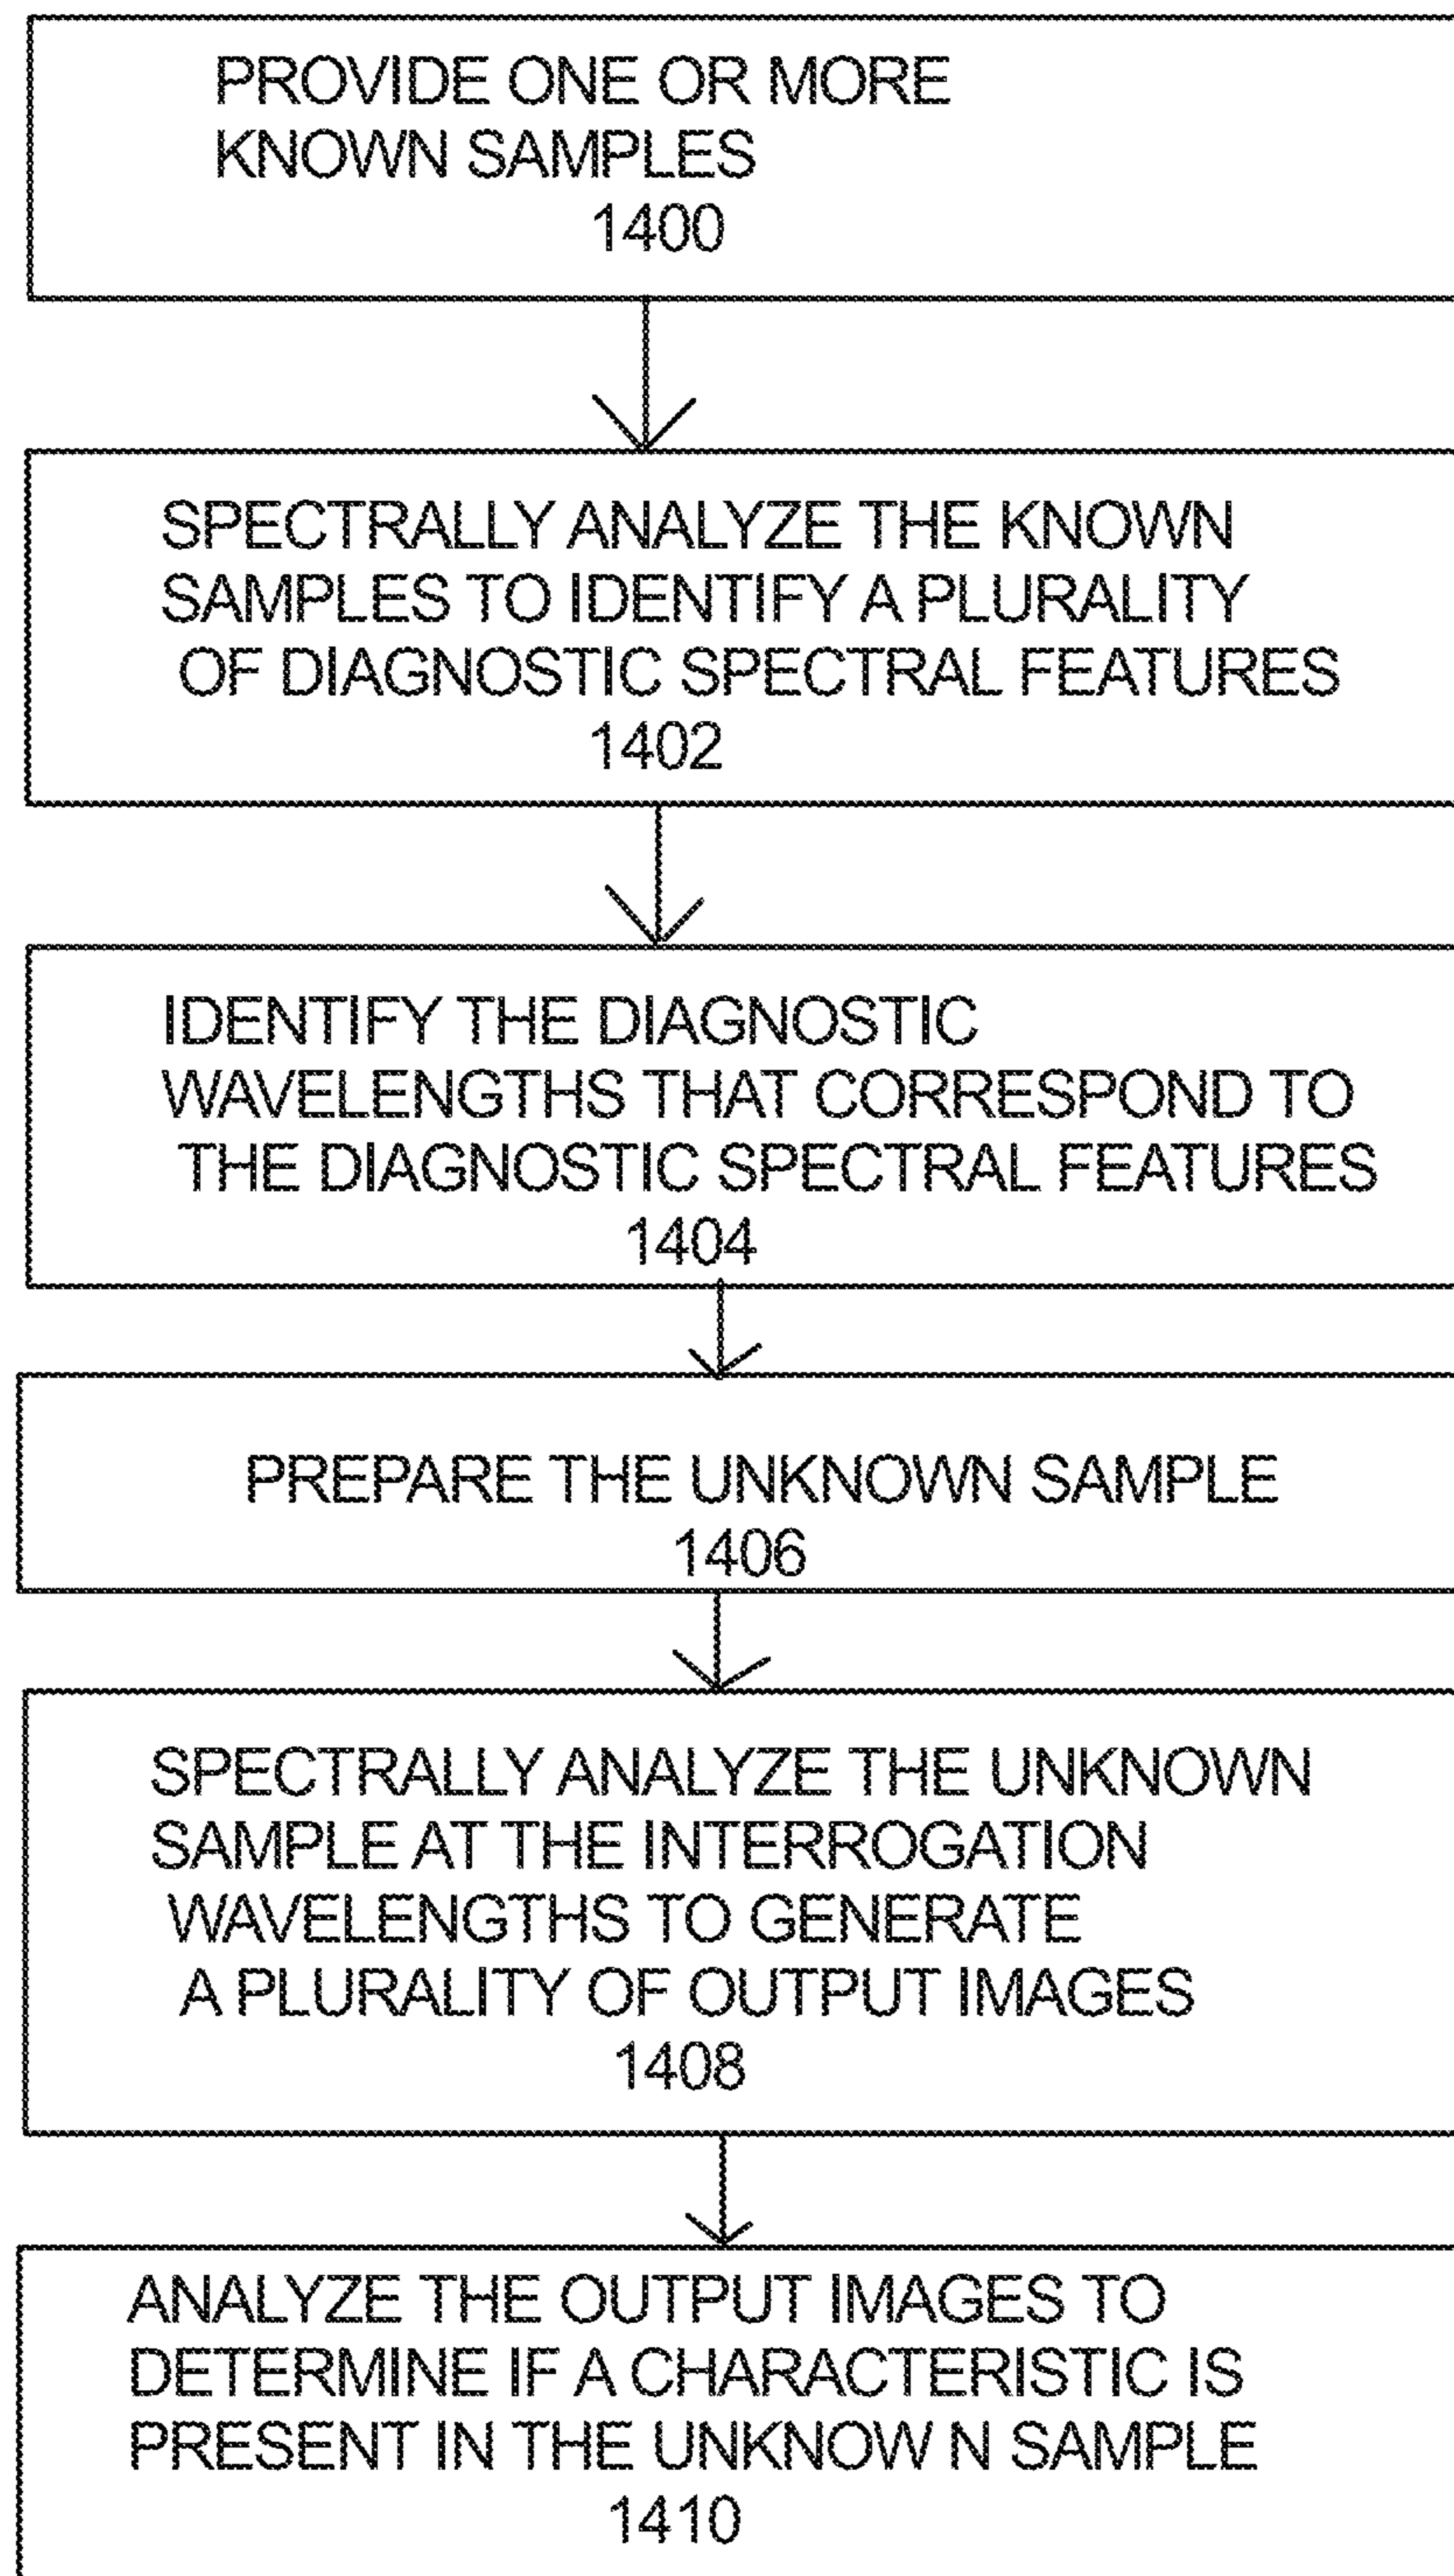 PROVIDE ONE OR MORE
KNOWN SAMPLES
1400
SPECTRALLY ANALYZE THE KNOWN
SAMPLES TO IDENTIFY A PLURALITY
OF DIAGNOSTIC SPECTRAL FEATURES
1402
IDENTIFY THE DIAGNOSTIC
WAVELENGTHS THAT CORRESPOND TO
THE DIAGNOSTIC SPECTRAL FEATURES
1404
PREPARE THE UNKNOWN SAMPLE
1406
SPECTRALLY ANALYZE THE UNKNOWN
SAMPLE AT THE INTERROGATION
WAVELENGTHS TO GENERATE
A PLURALITY OF OUTPUT IMAGES
1408
ANALYZE THE OUTPUT IMAGES TO
DETERMINE IF A CHARACTERISTIC IS
PRESENT IN THE UNKNOW N SAMPLE
1410